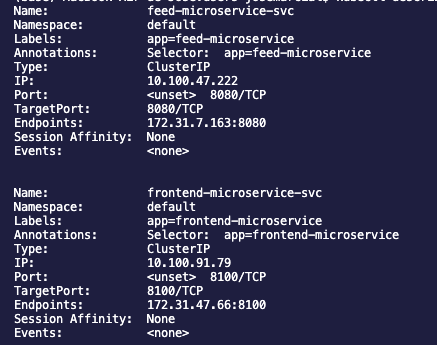 Name: feed-microservice-svc
Namespace: default
Labels: app=feed-microservice
Annotations: Selector: app=feed-microservice
Type: ClusterIP
IP: 10.100.47.222
Port: <unset> 8080/TCP
TargetPort: 8080/TCP
Endpoints: 172.31.7.163:8080
Session Affinity: None
Events: <none>
Name: frontend-microservice-svc
Namespace: default
Labels: app=frontend-microservice
Annotations: Selector: app=frontend-microservice
Type: ClusterIP
IP: 10.100.91.79
Port: <unset> 8100/TCP
TargetPort: 8100/TCP
Endpoints: 172.31.47.66:8100
Session Affinity: None
Events: <none>